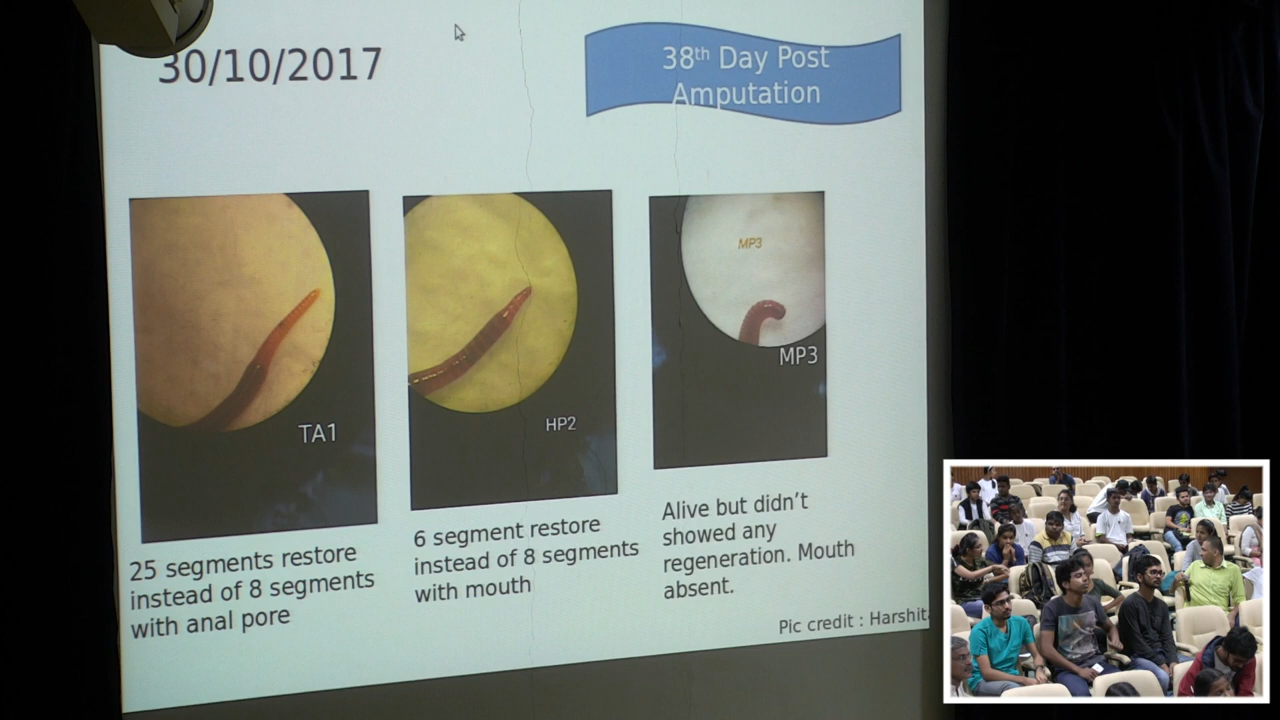 30/10/2017
38th Day Post
Amputation
MP3
TA1
HP2
MP3
25 segments restore
instead of 8 segments
with anal pore
6 segment restore
instead of 8 segments
with mouth
Alive but didn’t
showed any
regeneration. Mouth
absent.
Pic credit : Harshit